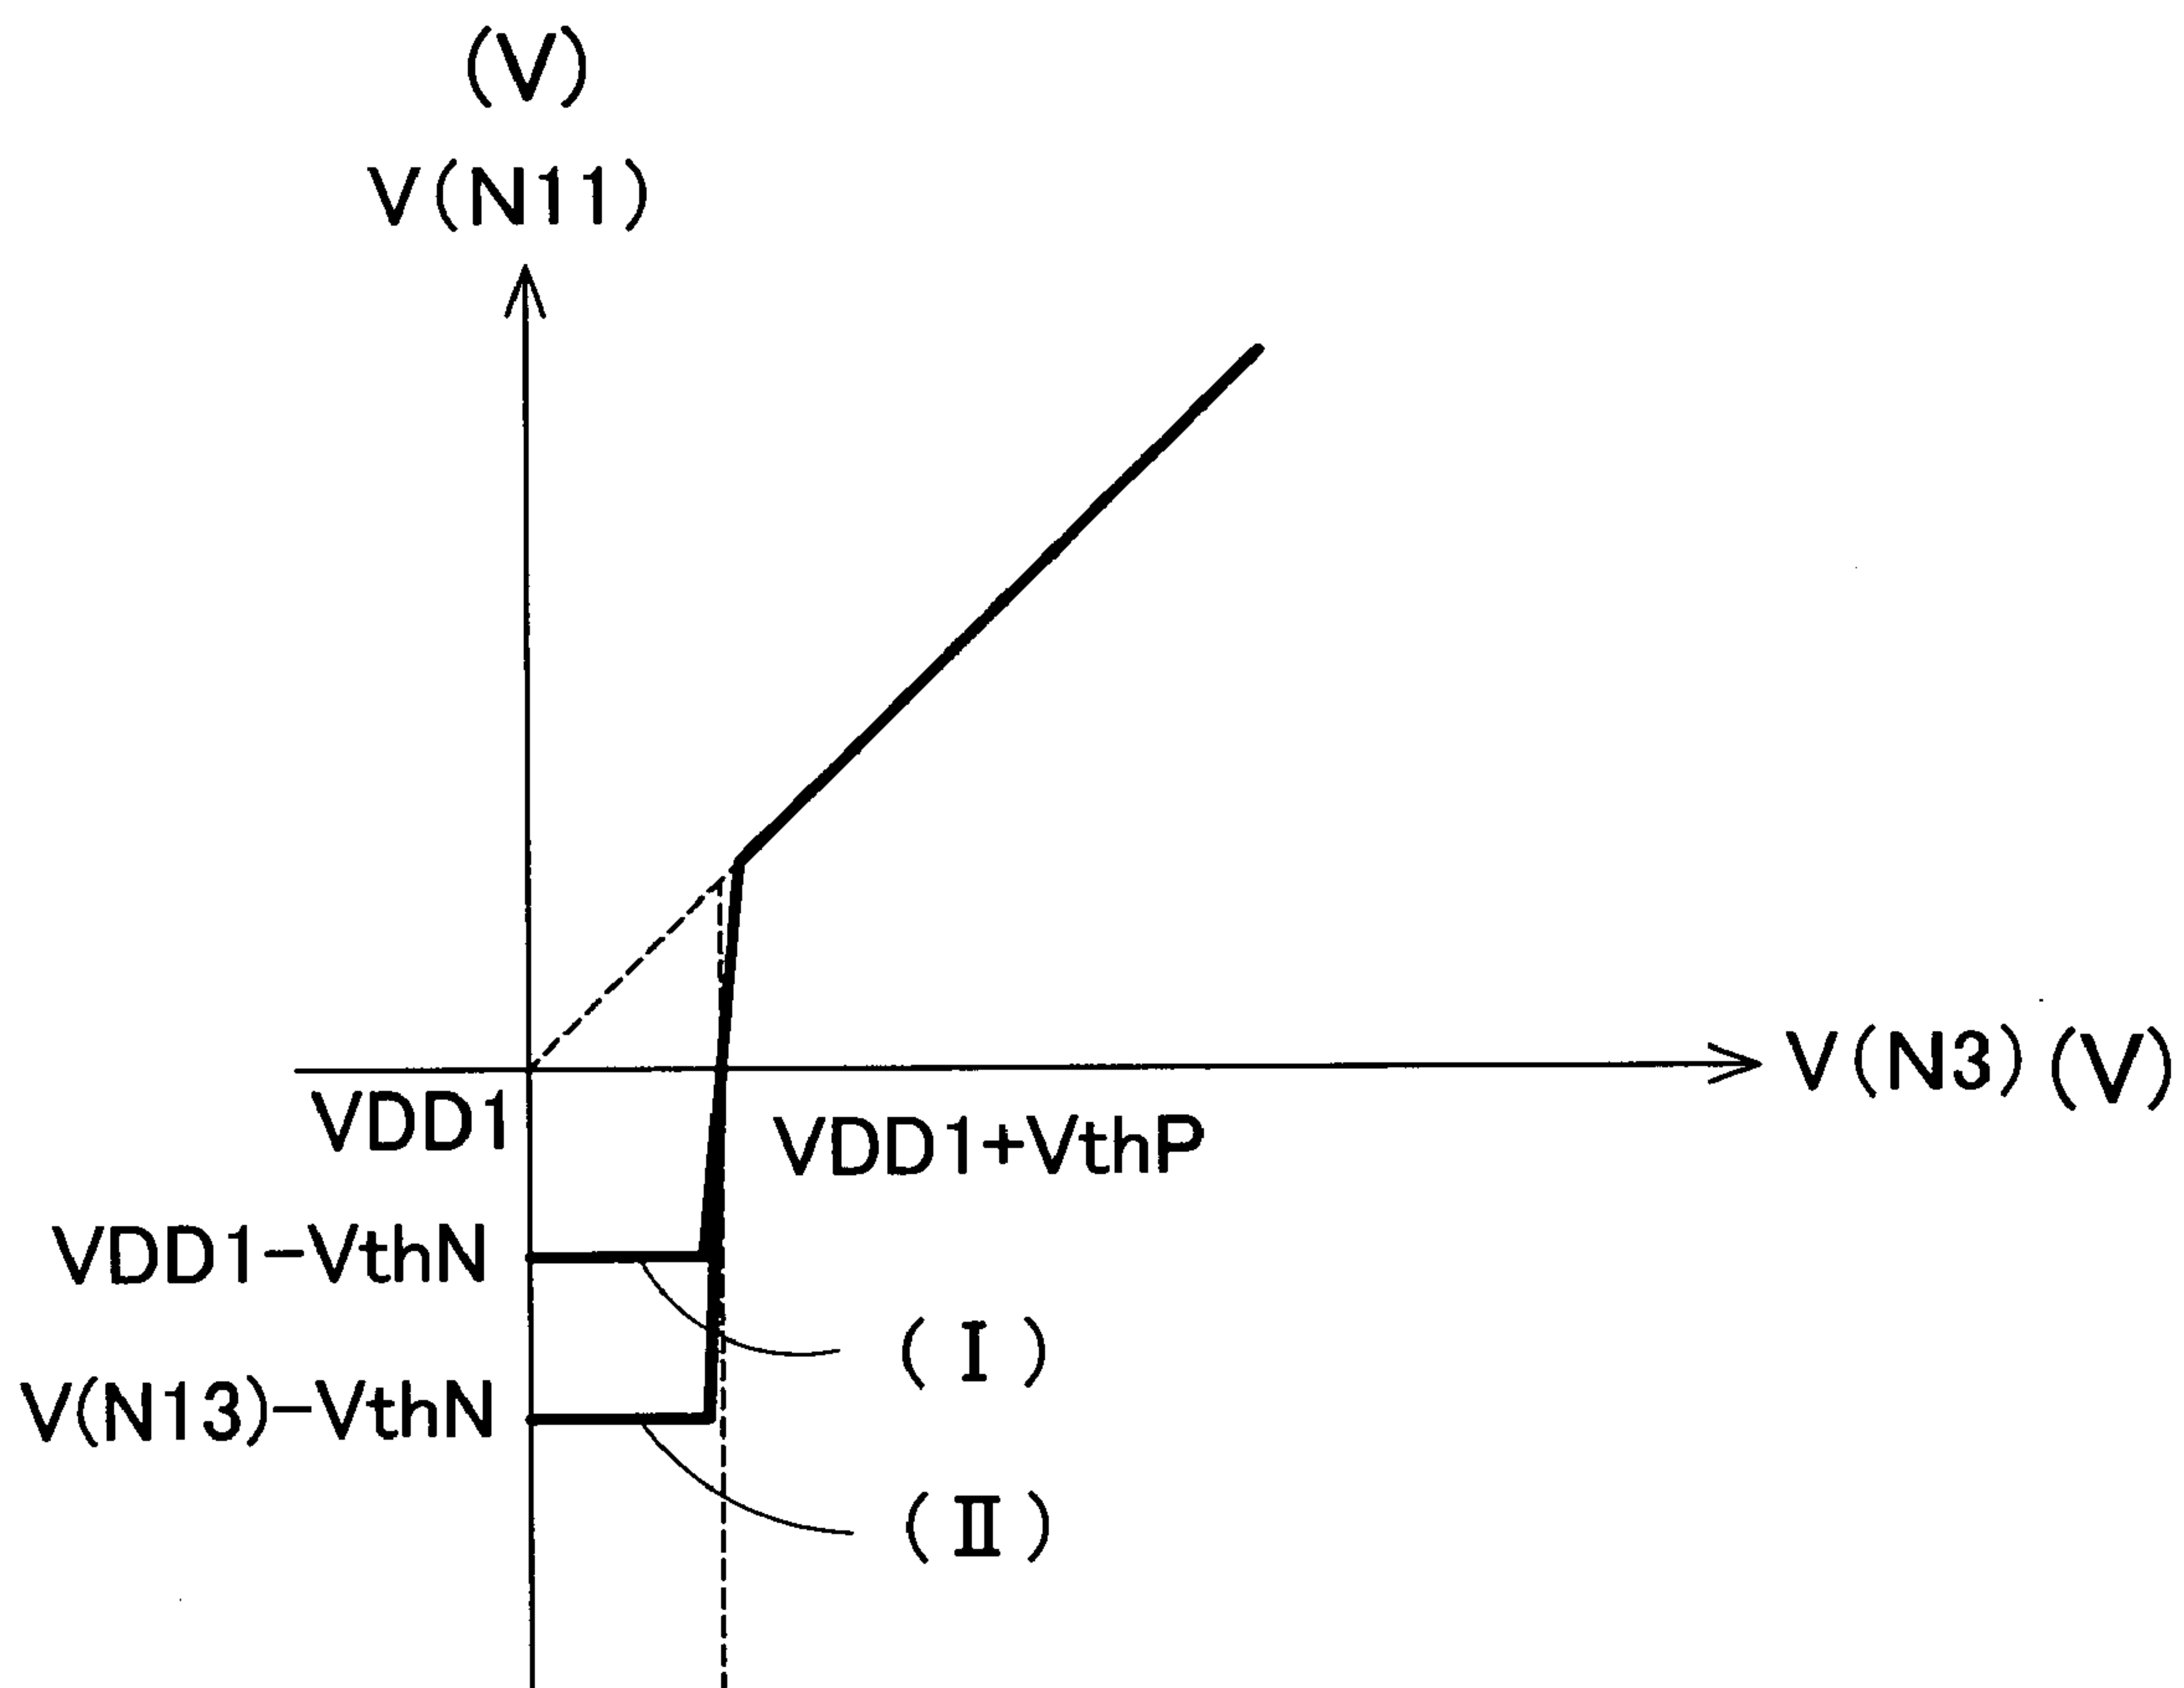 (V)
V(N11)
V(N3)(V)
VDD1
VDD1+VthP
VDD1-VthN
(I)
V(N13)-VthN
(II)